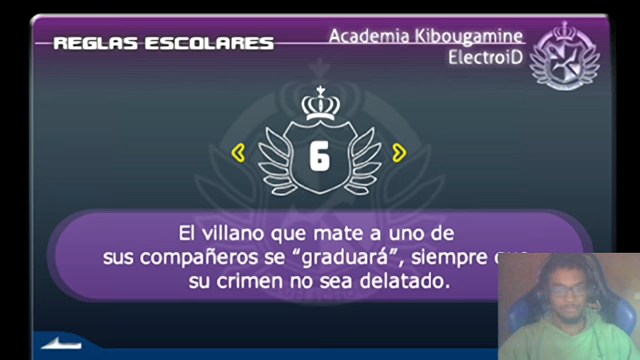 REGLAS ESCOLARES
Academia Kibougamine
ElectroiD
6
El villano que mate a uno de
sus compañeros se “graduará”, siempre que
su crimen no sea delatado.